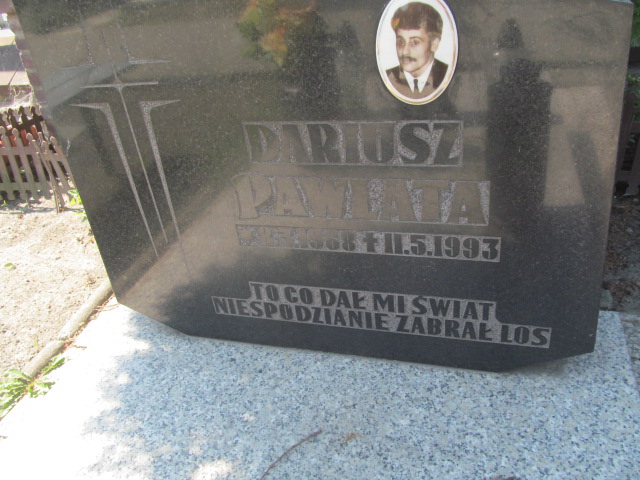 DARIUSZ
PAWLATA
1968 ✝ 11.5.1993
TO CO DAŁ MI ŚWIAT
NIESPODZIANIE ZABRAŁ LOS